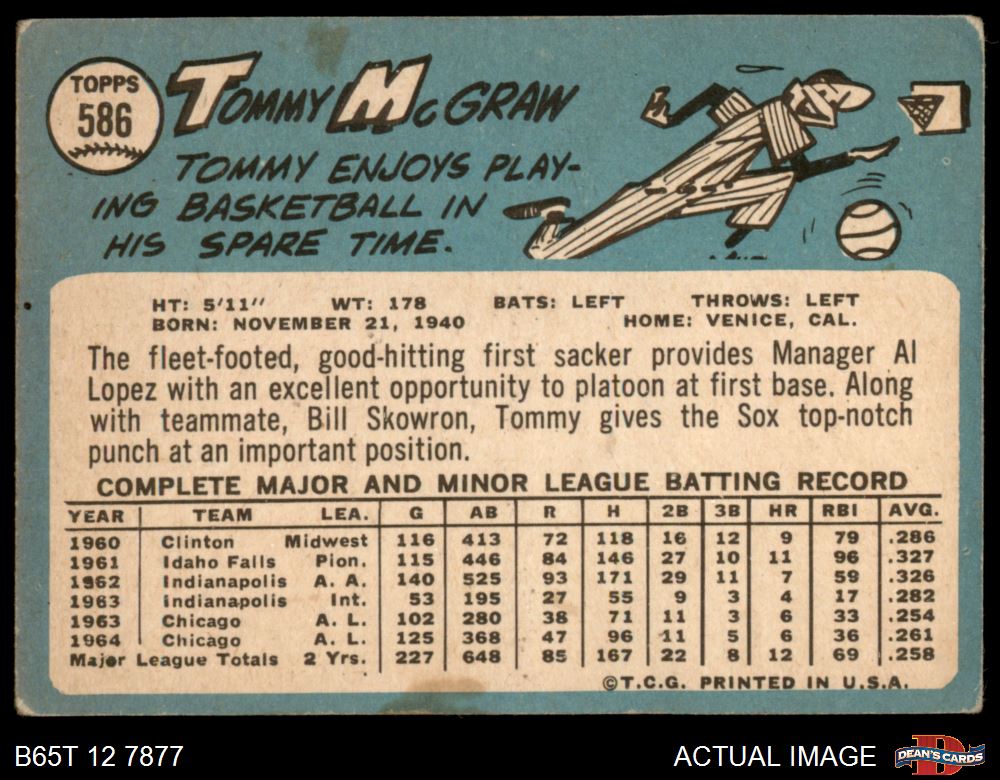 TOPPS
586
TOMMY McGRAW
TOMMY ENJOYS PLAY-
ING BASKETBALL IN
HIS SPARE TIME.
HT: 5'11" WT: 178 BATS: LEFT THROWS: LEFT
BORN: NOVEMBER 21, 1940 HOME: VENICE, CAL.
The fleet-footed, good-hitting first sacker provides Manager Al
Lopez with an excellent opportunity to platoon at first base. Along
with teammate, Bill Skowron, Tommy gives the Sox top-notch
punch at an important position.
COMPLETE MAJOR AND MINOR LEAGUE BATTING RECORD
YEAR TEAM LEA. G AB R H 2B 3B HR RBI AVG.
1960 Clinton Midwest 116 413 72 118 16 12 9 79 .286
1961 Idaho Falls Pion. 115 446 84 146 27 10 11 96 .327
1962 Indianapolis A. A. 140 525 93 171 29 11 7 59 .326
1963 Indianapolis Int. 53 195 27 55 9 3 4 17 .282
1963 Chicago A. L. 102 280 38 71 11 3 6 33 .254
1964 Chicago A. L. 125 368 47 96 11 5 6 36 .261
Major League Totals 2 Yrs. 227 648 85 167 22 8 12 69 .258
©T.C.G. PRINTED IN U.S.A.
B65T 12 7877 ACTUAL IMAGE
D
DEAN'S CARDS